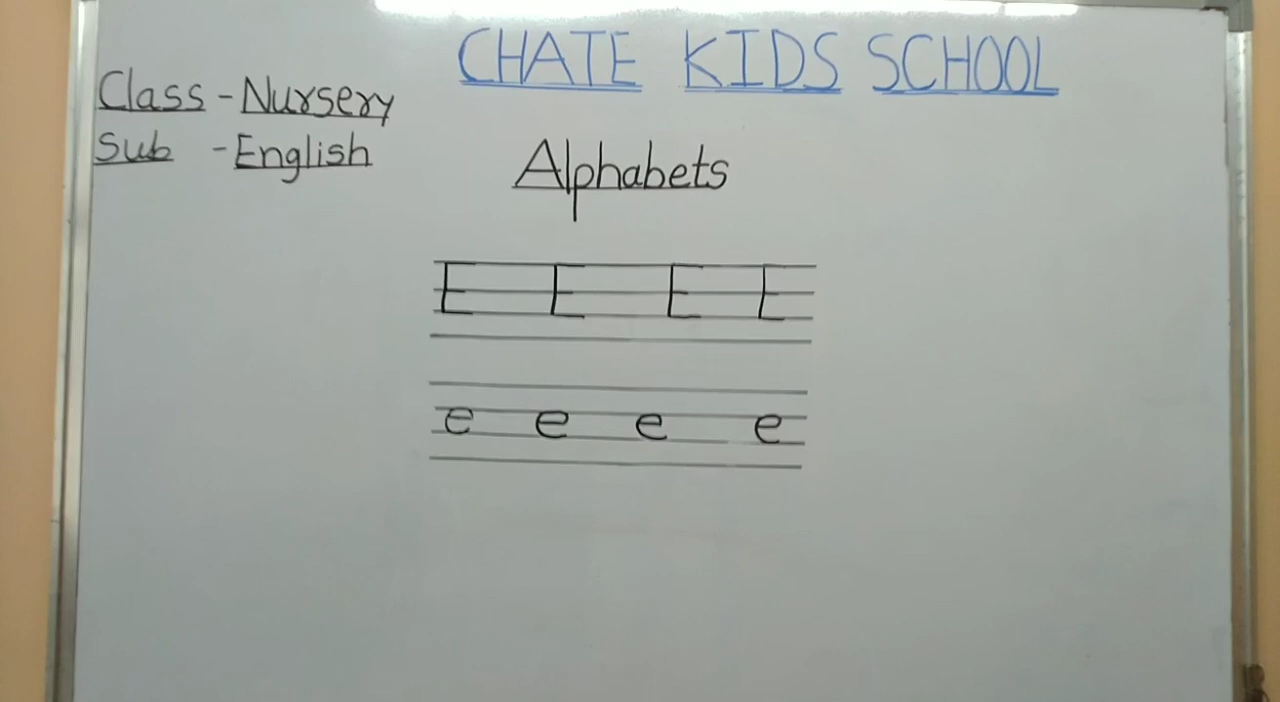 CHATE KIDS SCHOOL
Class - Nursery
Sub - English
Alphabets
E E E E
e e e e